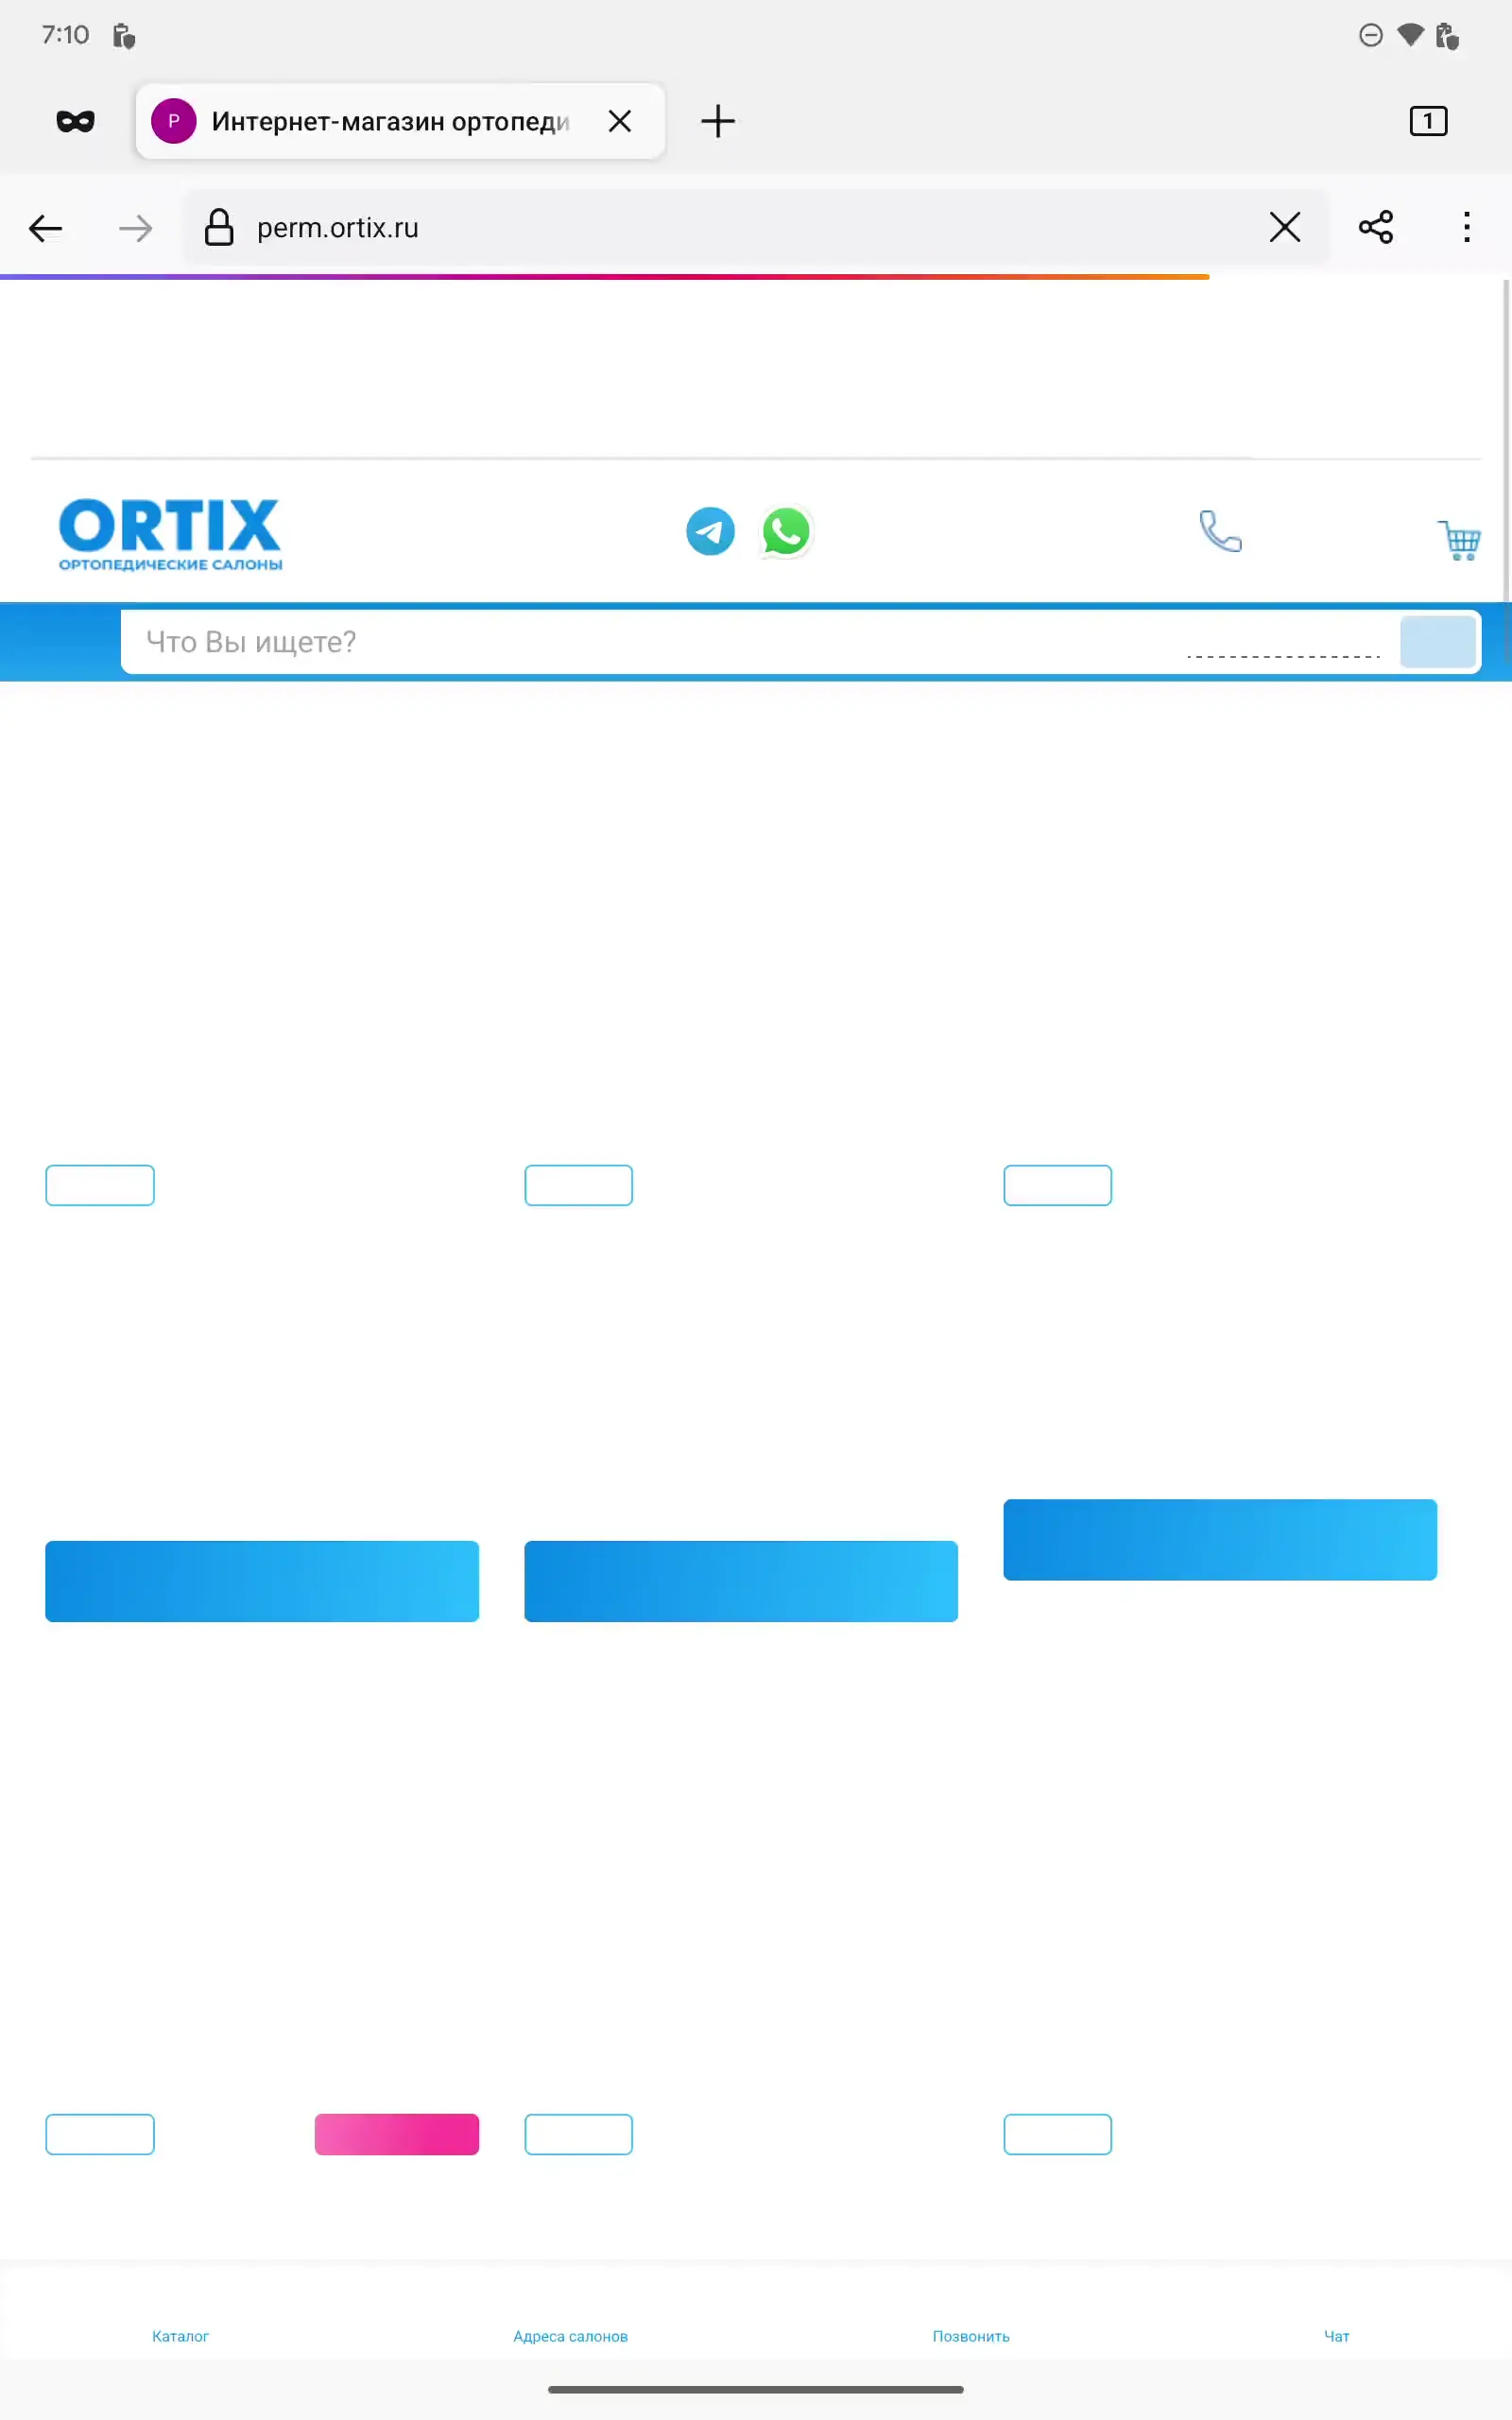 7:10
P
Интернет-магазин ортопеди
1
perm.ortix.ru
ORTIX
ОРТОПЕДИЧЕСКИЕ САЛОНЫ
Что Вы ищете?
Каталог
Адреса салонов
Позвонить
Чат